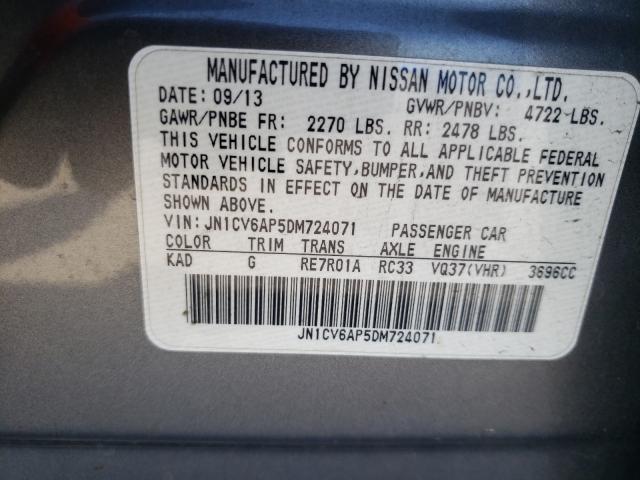 MANUFACTURED BY NISSAN MOTOR CO.,LTD.
DATE: 09/13 GVWR/PNBV: 4722 LBS.
GAWR/PNBE FR: 2270 LBS. RR: 2478 LBS.
THIS VEHICLE CONFORMS TO ALL APPLICABLE FEDERAL
MOTOR VEHICLE SAFETY,BUMPER,AND THEFT PREVENTION
STANDARDS IN EFFECT ON THE DATE OF MANUFACTURE
SHOWN ABOVE.
VIN: JN1CV6AP5DM724071 PASSENGER CAR
COLOR TRIM TRANS AXLE ENGINE
KAD G RE7R01A RC33 VQ37(VHR) 3696CC
JN1CV6AP5DM724071